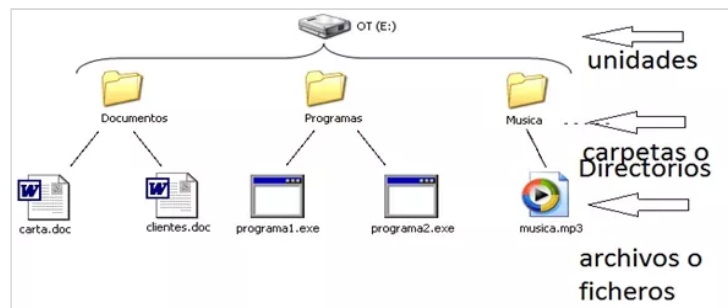 OT (E:)
unidades
Documentos
Programas
Musica
carpetas o
Directorios
W
W
carta.doc
clientes.doc
programa1.exe
programa2.exe
musica.mp3
archivos o
ficheros